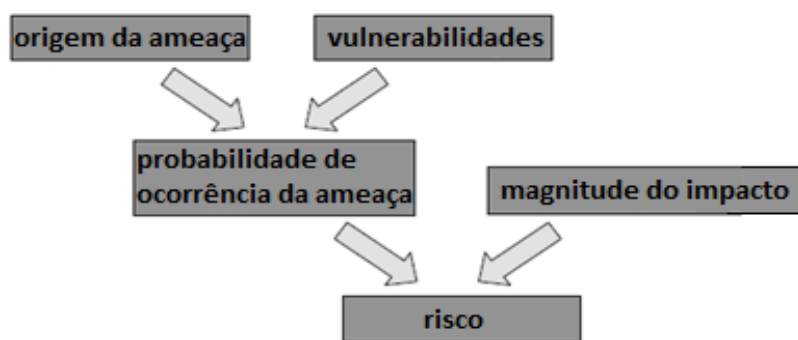 origem da ameaça
vulnerabilidades
probabilidade de
ocorrência da ameaça
magnitude do impacto
risco